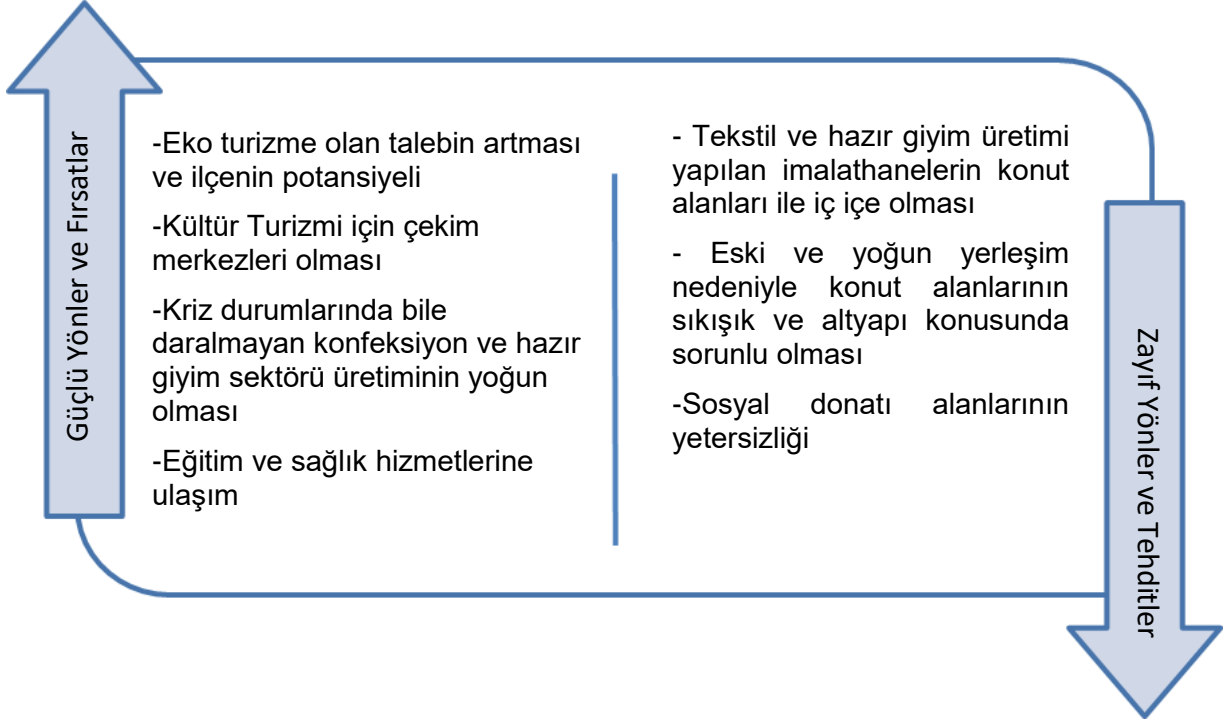 Güçlü Yönler ve Fırsatlar
-Eko turizme olan talebin artması
ve ilçenin potansiyeli
-Kültür Turizmi için çekim
merkezleri olması
-Kriz durumlarında bile
daralmayan konfeksiyon ve hazır
giyim sektörü üretiminin yoğun
olması
-Eğitim ve sağlık hizmetlerine
ulaşım
- Tekstil ve hazır giyim üretimi
yapılan imalathanelerin konut
alanları ile iç içe olması
- Eski ve yoğun yerleşim
nedeniyle konut alanlarının
sıkışık ve altyapı konusunda
sorunlu olması
-Sosyal donatı alanlarının
yetersizliği
Zayıf Yönler ve Tehditler